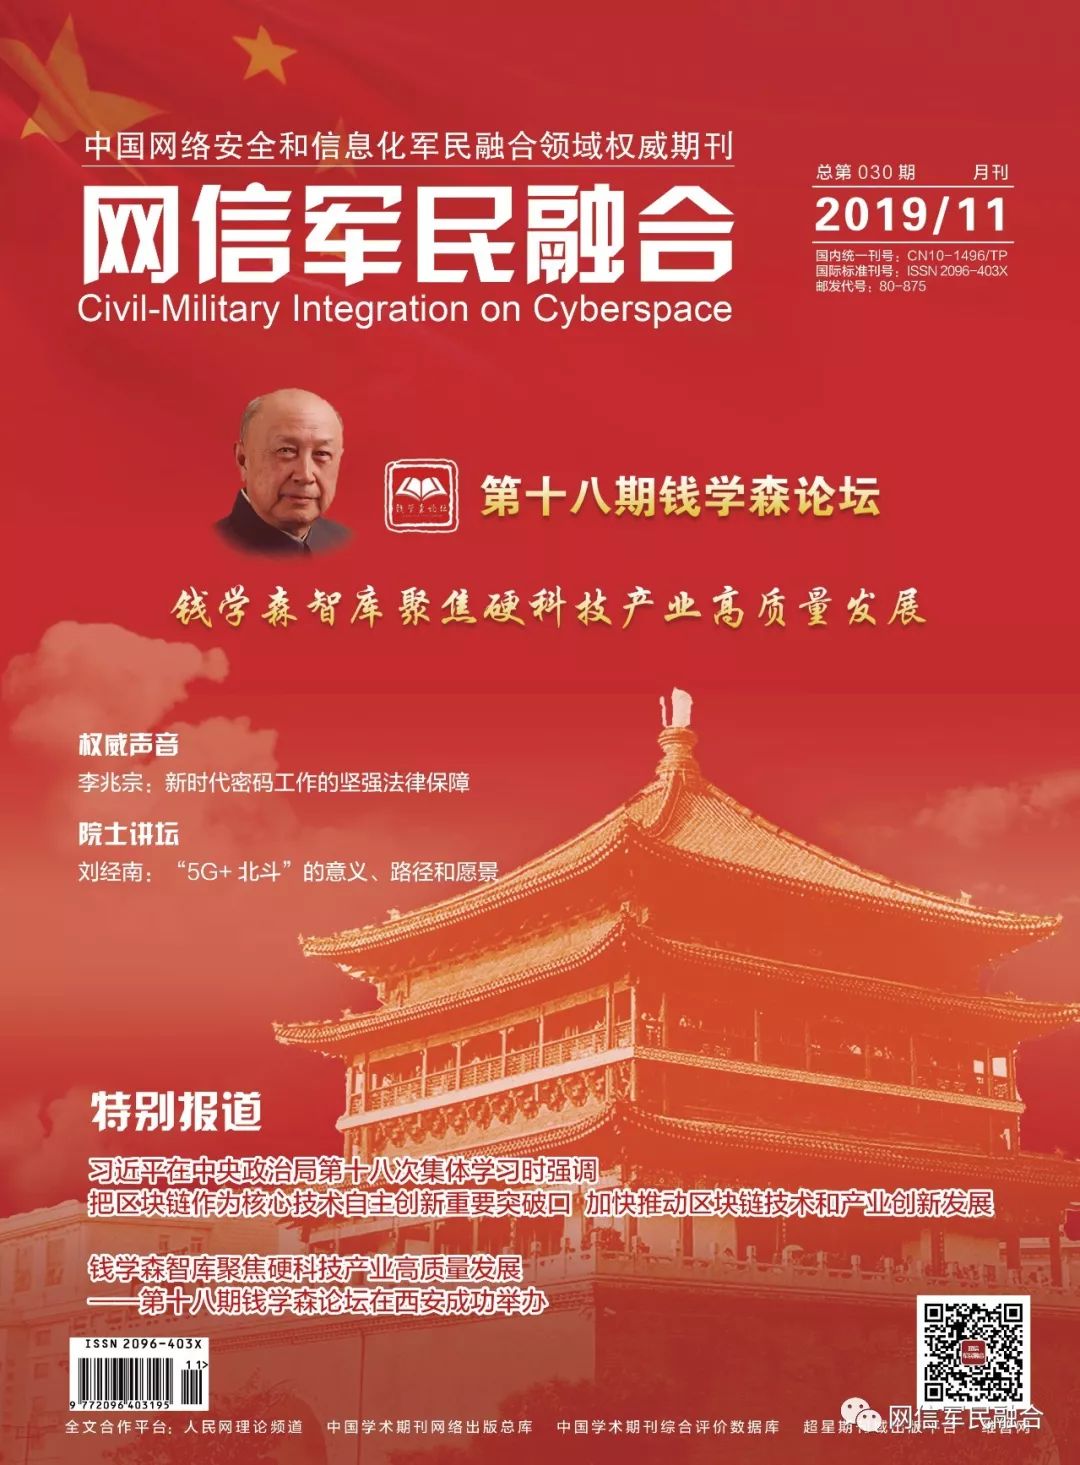 中国网络安全和信息化军民融合领域权威期刊
网信军民融合
Civil-Military Integration on Cyberspace
总第 030 期 月刊
2019/11
国内统一刊号：CN10-1496/TP
国际标准刊号：ISSN 2096-403X
邮发代号：80-875
钱学森论坛
第十八期钱学森论坛
钱学森智库聚焦硬科技产业高质量发展
权威声音
李兆宗：新时代密码工作的坚强法律保障
院士讲坛
刘经南：“5G+ 北斗”的意义、路径和愿景
特别报道
习近平在中央政治局第十八次集体学习时强调
把区块链作为核心技术自主创新重要突破口 加快推动区块链技术和产业创新发展
钱学森智库聚焦硬科技产业高质量发展
——第十八期钱学森论坛在西安成功举办
ISSN 2096-403X
11>
9 772096 403195
网信军民融合
全文合作平台：人民网理论频道 中国学术期刊网络出版总库 中国学术期刊综合评价数据库 超星期刊域出版平台 维普网